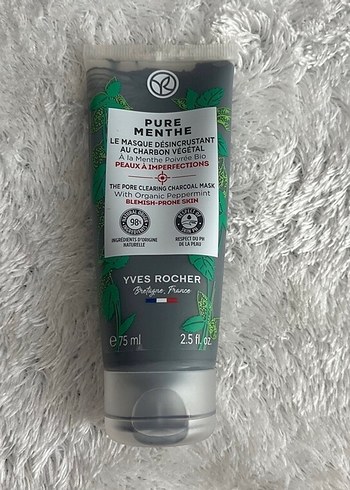 PURE
MENTHE
LE MASQUE DÉSINCRUSTANT
AU CHARBON VÉGÉTAL
À la Menthe Poivrée Bio
PEAUX À IMPERFECTIONS
THE PORE CLEARING CHARCOAL MASK
With Organic Peppermint
BLEMISH-PRONE SKIN
98%
INGRÉDIENTS D'ORIGINE
NATURELLE
RESPECT DU PH
DE LA PEAU
YVES ROCHER
Bretagne, France
e 75 ml 2.5 fl. oz